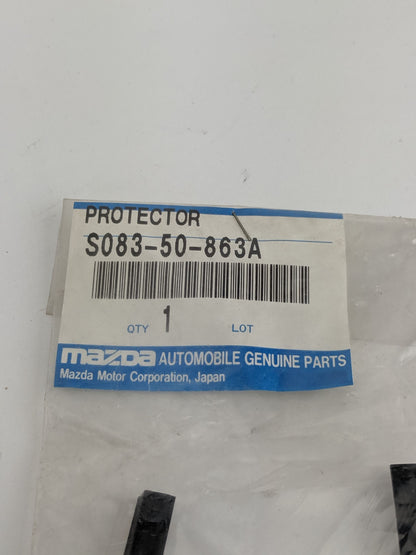 PROTECTOR
S083-50-863A
QTY 1 LOT
mazda AUTOMOBILE GENUINE PARTS
Mazda Motor Corporation, Japan